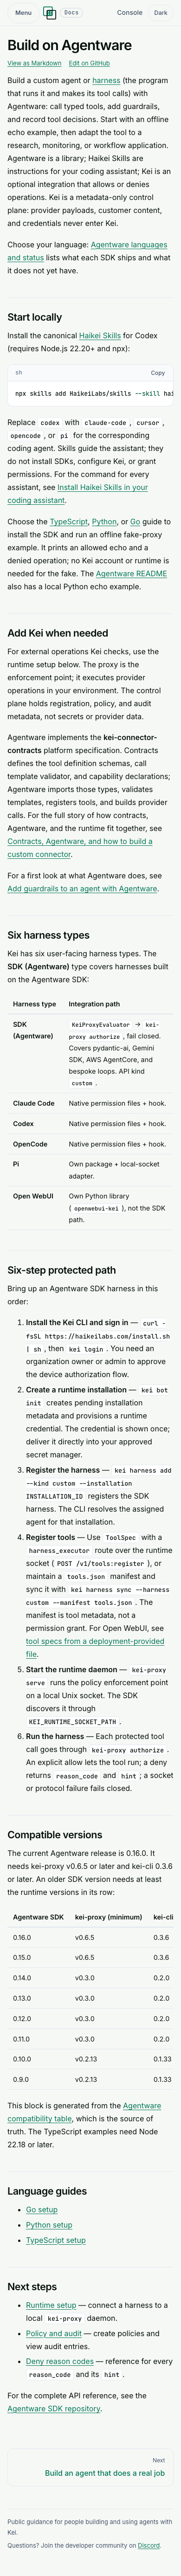 Menu Docs Console Dark
Build on Agentware
View as Markdown Edit on GitHub
Build a custom agent or harness (the program
that runs it and makes its tool calls) with
Agentware: call typed tools, add guardrails,
and record tool decisions. Start with an offline
echo example, then adapt the tool to a
research, monitoring, or notification workflow.
Agentware is a library; Haikei Skills are
instructions for your coding assistant; Kei is an
optional integration that allows or denies
operations. Kei is a metadata-only control
plane: provider payloads, customer content,
and credentials never enter Kei.
Choose your language: Agentware languages
and status lists what each SDK ships and what
it does not yet have.
Start locally
Install the canonical Haikei Skills for Codex
(requires Node.js 22.20+ and npx):
sh Copy
npx skills add HaikeiLabs/skills --skill hai
Replace codex with claude-code, cursor,
opencode, or pi for the corresponding
coding agent. Skills guide the assistant; they
do not install SDKs, configure Kei, or grant
permissions. For the command for every
assistant, see Install Haikei Skills in your
coding assistant.
Choose the TypeScript, Python, or Go guide to
install the SDK and run an offline fake-proxy
example. It prints an allowed echo and a
denied operation; no Kei account or runtime is
needed for the fake. The Agentware README
also has a local Python echo example.
Add Kei when needed
For external operations Kei checks, use the
runtime setup below. The proxy is the
enforcement point; it executes provider
operations in your environment. The control
plane holds registration, policy, and audit
metadata, not secrets or provider data.
Agentware implements the kei-connector-
contracts platform specification. Contracts
defines the tool definition schemas, call
template validator, and capability declarations;
Agentware imports those types, validates
templates, registers tools, and builds provider
calls. For the full story of how contracts,
Agentware, and the runtime fit together, see
Contracts, Agentware, and how to build a
custom connector.
For a first look at what Agentware does, see
Add guardrails to an agent with Agentware.
Six harness types
Kei has six user-facing harness types. The
SDK (Agentware) type covers harnesses built
on the Agentware SDK:
Harness type Integration path
SDK (Agentware) KeiProxyEvaluator → kei-
proxy authorize, fail closed.
Covers pydantic-ai, Gemini
SDK, AWS AgentCore, and
bespoke loops. API kind
custom.
Claude Code Native permission files + hook.
Codex Native permission files + hook.
OpenCode Native permission files + hook.
Pi Own package + local-socket
adapter.
Open WebUI Own Python library
(openwebui-kei), not the SDK
path.
Six-step protected path
Bring up an Agentware SDK harness in this
order:
1. Install the Kei CLI and sign in — curl -
fsSL https://haikeilabs.com/install.sh
| sh, then kei login. You need an
organization owner or admin to approve
the device authorization flow.
2. Create a runtime installation — kei bot
init creates pending installation
metadata and provisions a runtime
credential. The credential is shown once;
deliver it directly into your approved
secret manager.
3. Register the harness — kei harness add
--kind custom --installation
INSTALLATION_ID registers the SDK
harness. The CLI resolves the assigned
agent for that installation.
4. Register tools — Use ToolSpec with a
harness_executor route over the runtime
socket (POST /v1/tools:register), or
maintain a tools.json manifest and
sync it with kei harness sync --harness
custom --manifest tools.json. The
manifest is tool metadata, not a
permission grant. For Open WebUI, see
tool specs from a deployment-provided
file.
5. Start the runtime daemon — kei-proxy
serve runs the policy enforcement point
on a local Unix socket. The SDK
discovers it through
KEI_RUNTIME_SOCKET_PATH.
6. Run the harness — Each protected tool
call goes through kei-proxy authorize.
An explicit allow lets the tool run; a deny
returns reason_code and hint; a socket
or protocol failure fails closed.
Compatible versions
The current Agentware release is 0.16.0. It
needs kei-proxy v0.6.5 or later and kei-cli 0.3.6
or later. An older SDK version needs at least
the runtime versions in its row:
Agentware SDK kei-proxy (minimum) kei-cli
0.16.0 v0.6.5 0.3.6
0.15.0 v0.6.5 0.3.6
0.14.0 v0.3.0 0.2.0
0.13.0 v0.3.0 0.2.0
0.12.0 v0.3.0 0.2.0
0.11.0 v0.3.0 0.2.0
0.10.0 v0.2.13 0.1.33
0.9.0 v0.2.13 0.1.33
This block is generated from the Agentware
compatibility table, which is the source of
truth. The TypeScript examples need Node
22.18 or later.
Language guides
• Go setup
• Python setup
• TypeScript setup
Next steps
• Runtime setup — connect a harness to a
local kei-proxy daemon.
• Policy and audit — create policies and
view audit entries.
• Deny reason codes — reference for every
reason_code and its hint.
For the complete API reference, see the
Agentware SDK repository.
Next
Build an agent that does a real job
Public guidance for people building and using agents with
Kei.
Questions? Join the developer community on Discord.